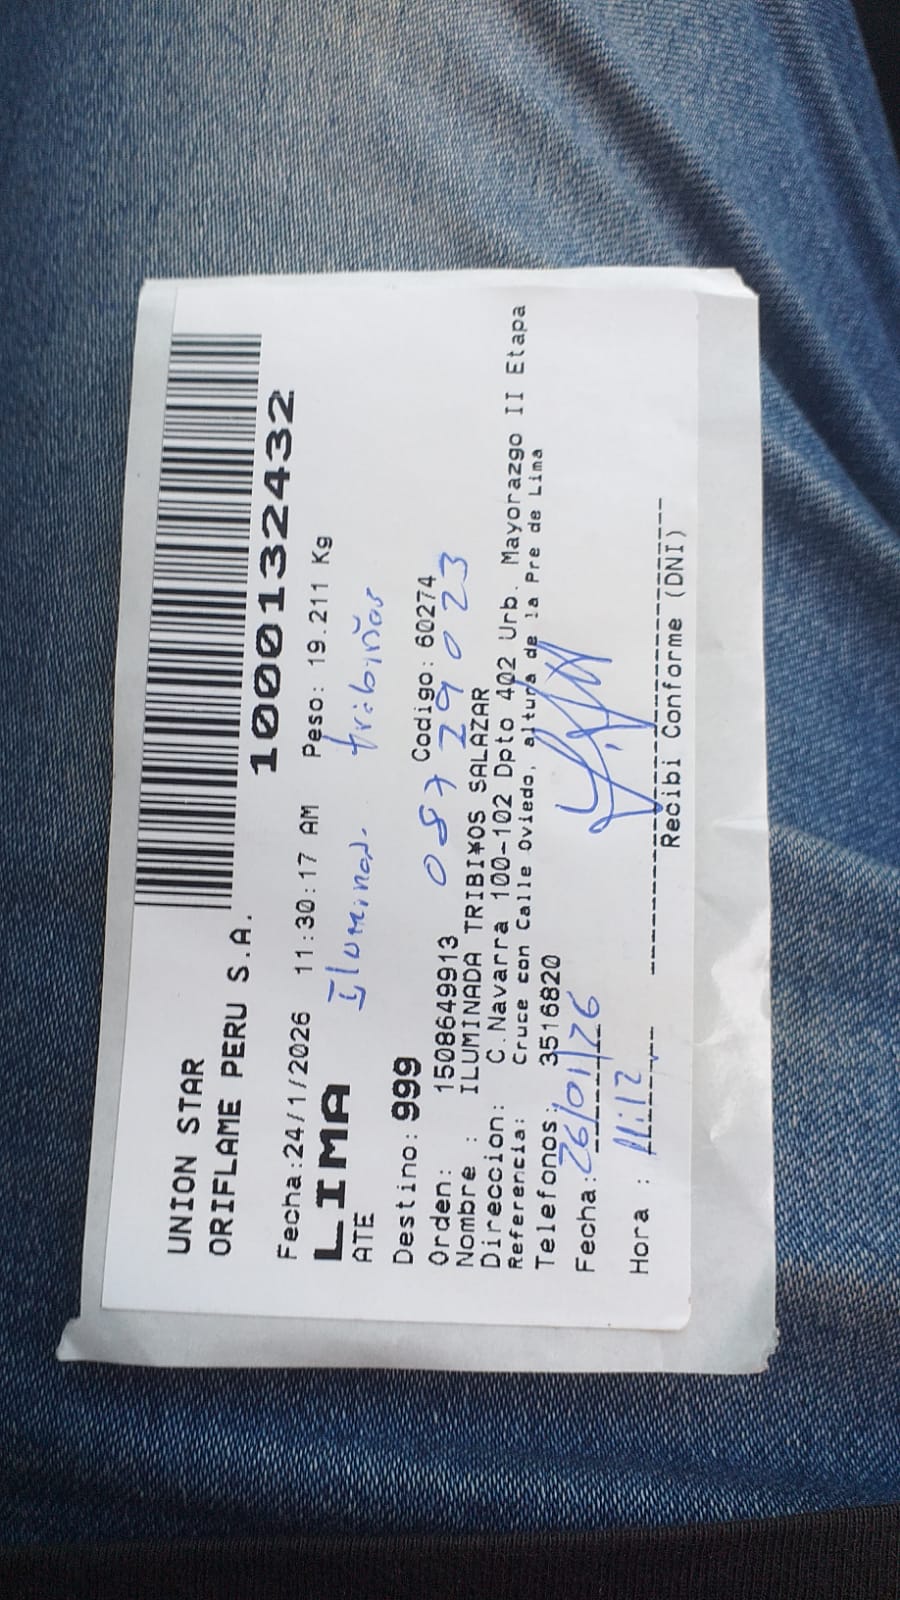 UNION STAR
ORIFLAME PERU S.A.
1000132432
Fecha:24/1/2026 11:30:17 AM Peso: 19.211 Kg
LIMA
Iluminada tribiños
ATE
Destino: 999 Codigo: 60274
08729023
Orden: 1508649913
Nombre : ILUMINADA TRIBI¥OS SALAZAR
Direccion: C.Navarra 100-102 Dpto 402 Urb. Mayorazgo II Etapa
Referencia: Cruce con Calle Oviedo, altura de la Pre de Lima
Telefonos: 3516820
Fecha: 26/01/26
Hora : 11:12
Recibi Conforme (DNI)